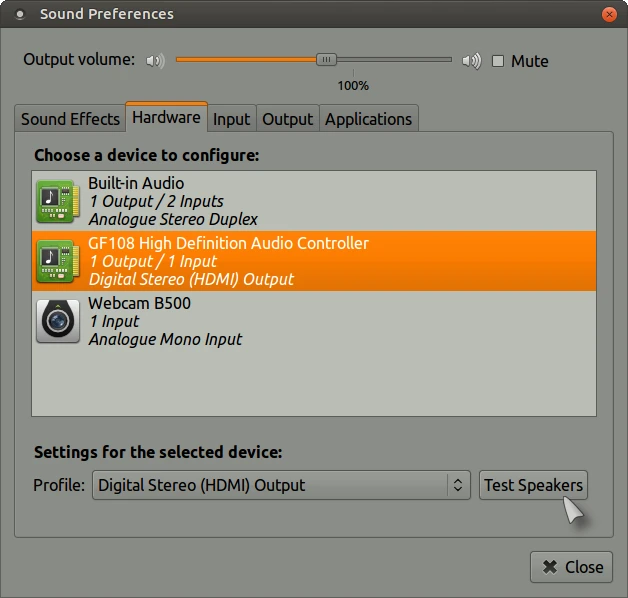 Sound Preferences
Output volume: Mute
100%
Sound Effects Hardware Input Output Applications
Choose a device to configure:
Built-in Audio
1 Output / 2 Inputs
Analogue Stereo Duplex
GF108 High Definition Audio Controller
1 Output / 1 Input
Digital Stereo (HDMI) Output
Webcam B500
1 Input
Analogue Mono Input
Settings for the selected device:
Profile: Digital Stereo (HDMI) Output Test Speakers
Close